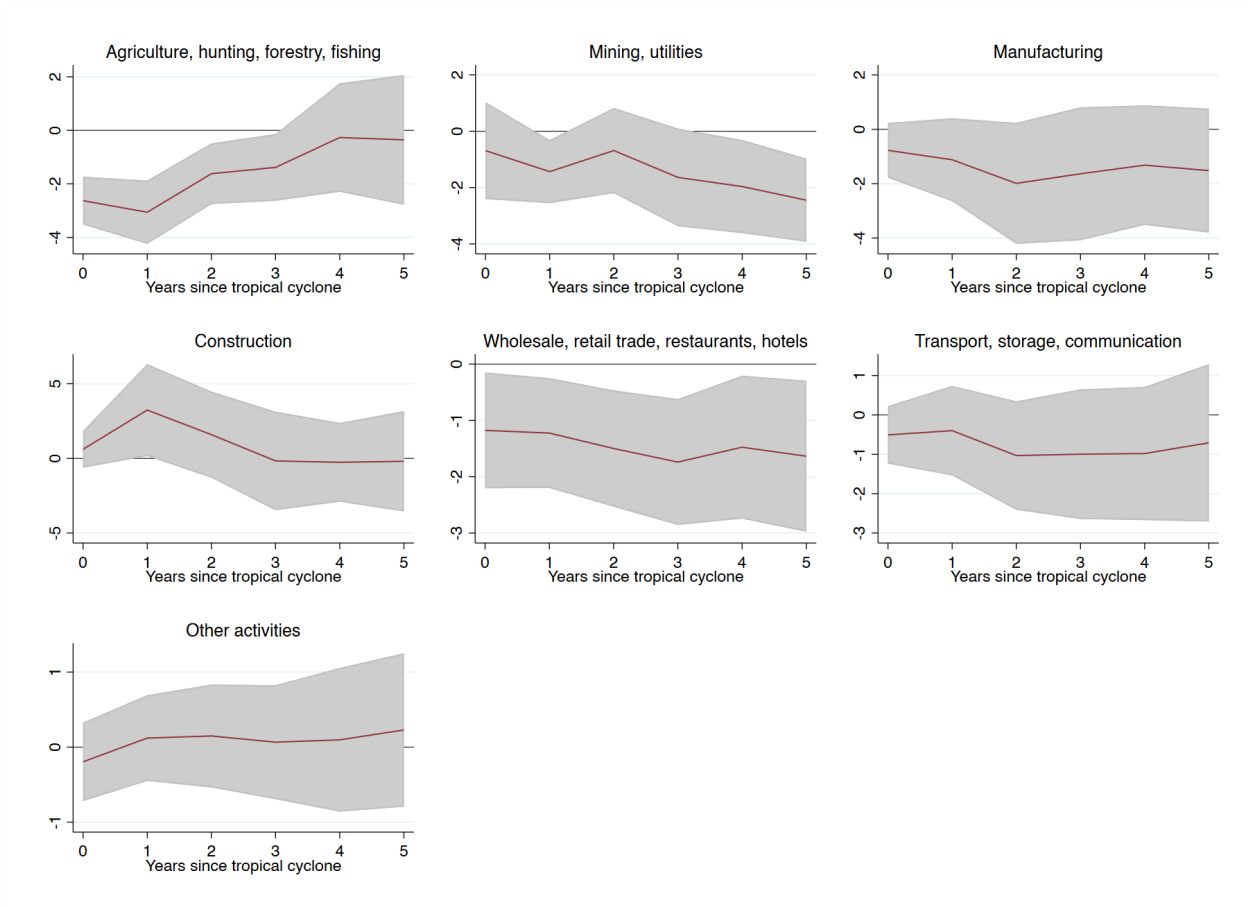 Agriculture, hunting, forestry, fishing
2
0
-2
-4
0 1 2 3 4 5
Years since tropical cyclone
Mining, utilities
2
0
-2
-4
0 1 2 3 4 5
Years since tropical cyclone
Manufacturing
2
0
-2
-4
0 1 2 3 4 5
Years since tropical cyclone
Construction
5
0
-5
0 1 2 3 4 5
Years since tropical cyclone
Wholesale, retail trade, restaurants, hotels
0
-1
-2
-3
0 1 2 3 4 5
Years since tropical cyclone
Transport, storage, communication
1
0
-1
-2
-3
0 1 2 3 4 5
Years since tropical cyclone
Other activities
1
0
-1
0 1 2 3 4 5
Years since tropical cyclone